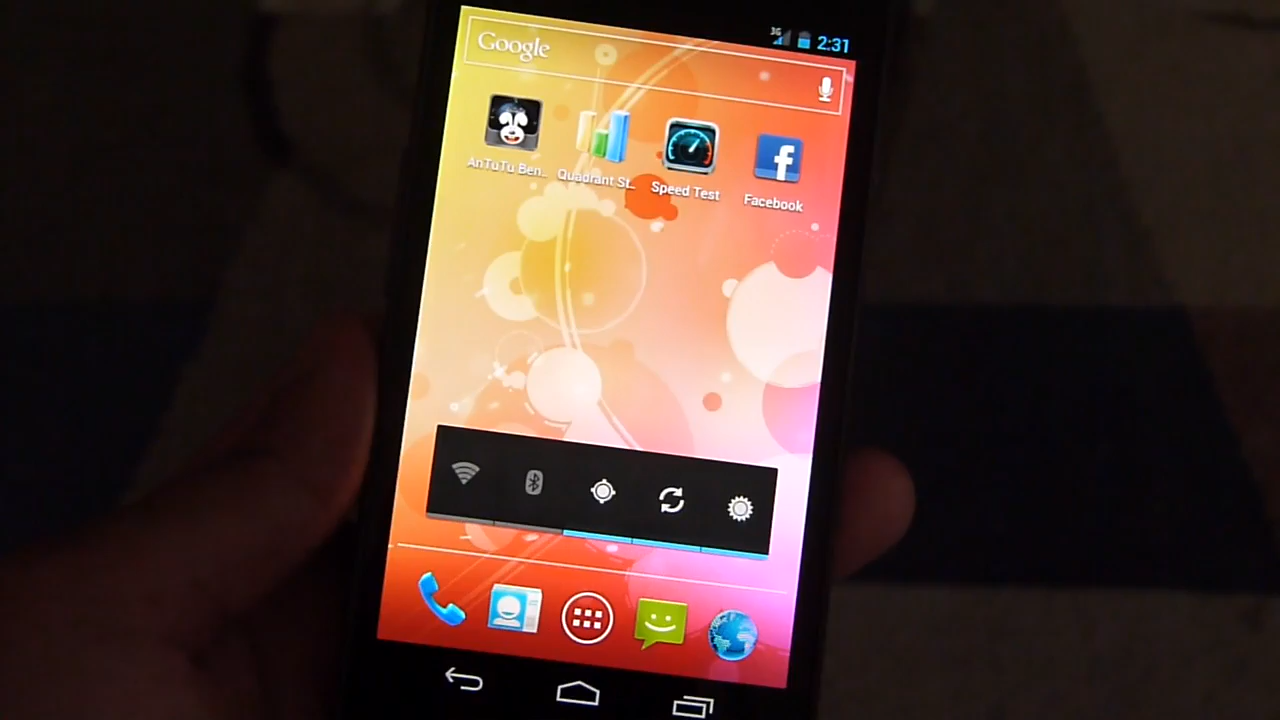 3G 2:31
Google
AnTuTu Ben..
Quadrant St..
Speed Test
Facebook